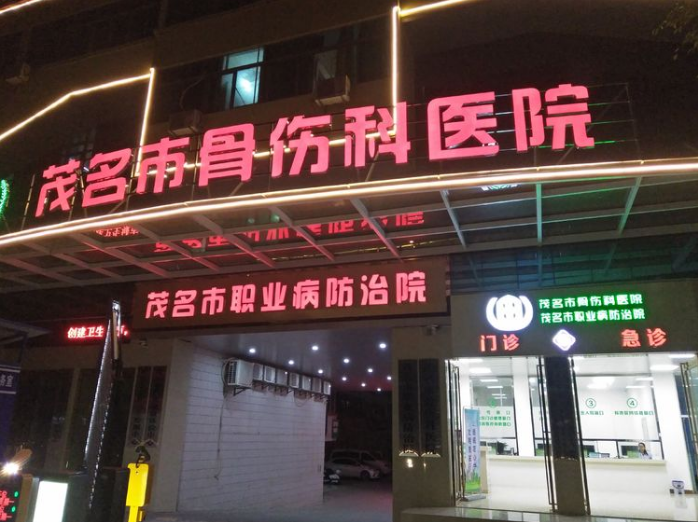 茂名市骨伤科医院
茂名市职业病防治院
创建卫生
茂名市骨伤科医院
茂名市职业病防治院
门诊 急诊
③
④